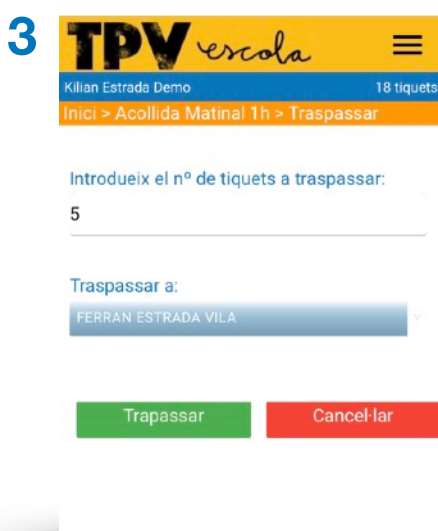 3
TPV escola
Kilian Estrada Demo 18 tiquets
Inici > Acollida Matinal 1h > Traspassar
Introdueix el nº de tiquets a traspassar:
5
Traspassar a:
FERRAN ESTRADA VILA
Trapassar Cancel·lar